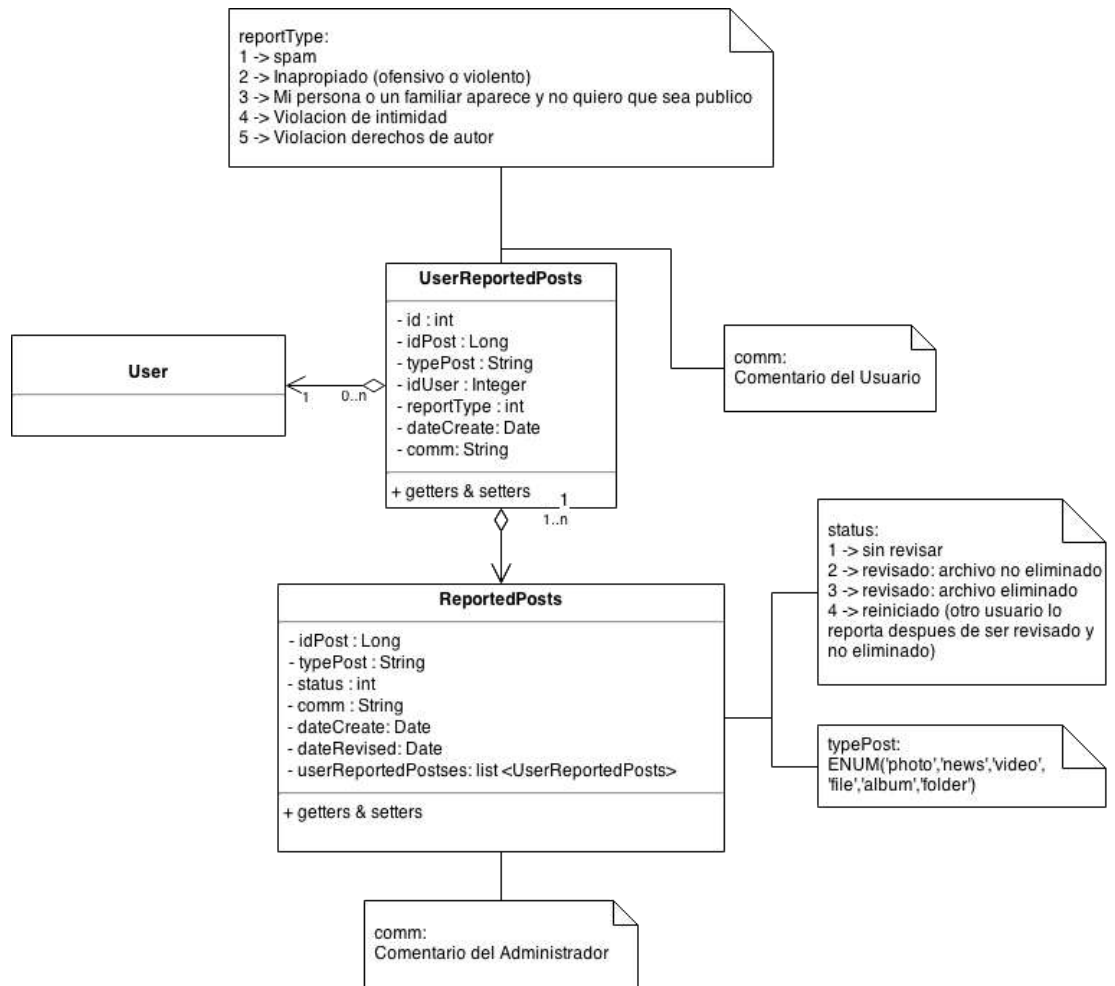 reportType:
1 -> spam
2 -> Inapropiado (ofensivo o violento)
3 -> Mi persona o un familiar aparece y no quiero que sea publico
4 -> Violacion de intimidad
5 -> Violacion derechos de autor
UserReportedPosts
- id : int
- idPost : Long
- typePost : String
- idUser : Integer
- reportType : int
- dateCreate: Date
- comm: String
+ getters & setters
User
1
0..n
comm:
Comentario del Usuario
1
1..n
ReportedPosts
- idPost : Long
- typePost : String
- status : int
- comm : String
- dateCreate: Date
- dateRevised: Date
- userReportedPostses: list <UserReportedPosts>
+ getters & setters
status:
1 -> sin revisar
2 -> revisado: archivo no eliminado
3 -> revisado: archivo eliminado
4 -> reiniciado (otro usuario lo
reporta despues de ser revisado y
no eliminado)
typePost:
ENUM('photo','news','video',
'file','album','folder')
comm:
Comentario del Administrador